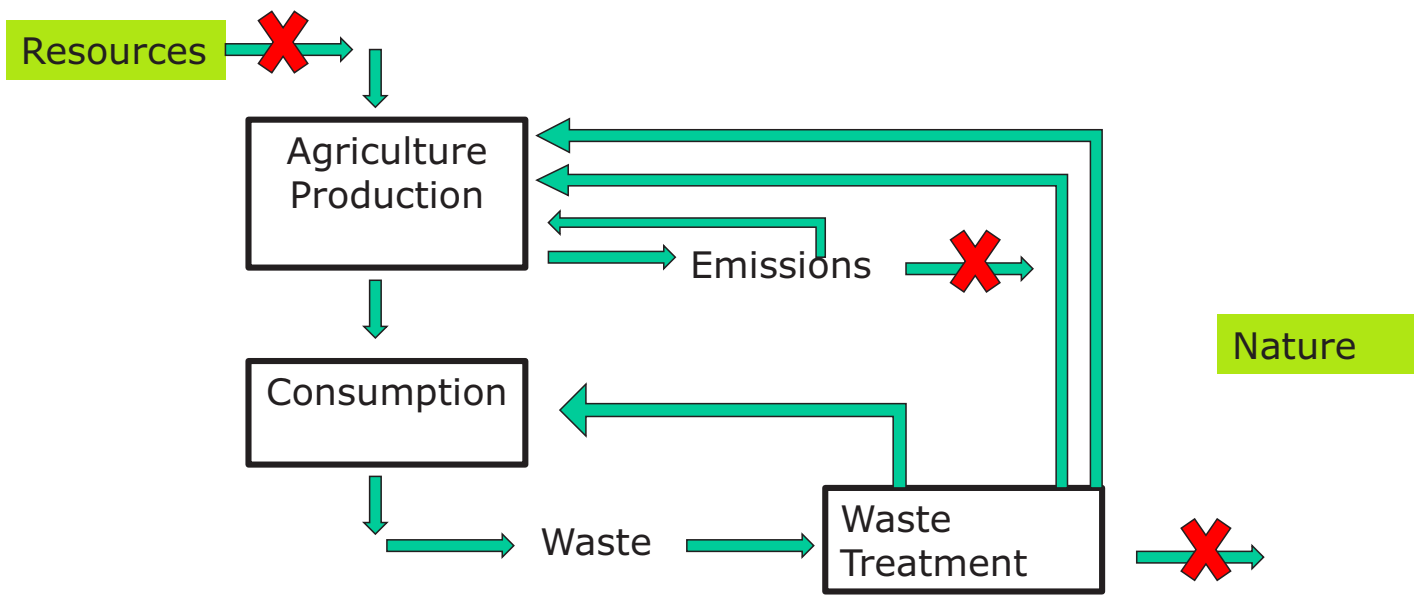 Resources
Agriculture
Production
Emissions
Nature
Consumption
Waste
Waste
Treatment